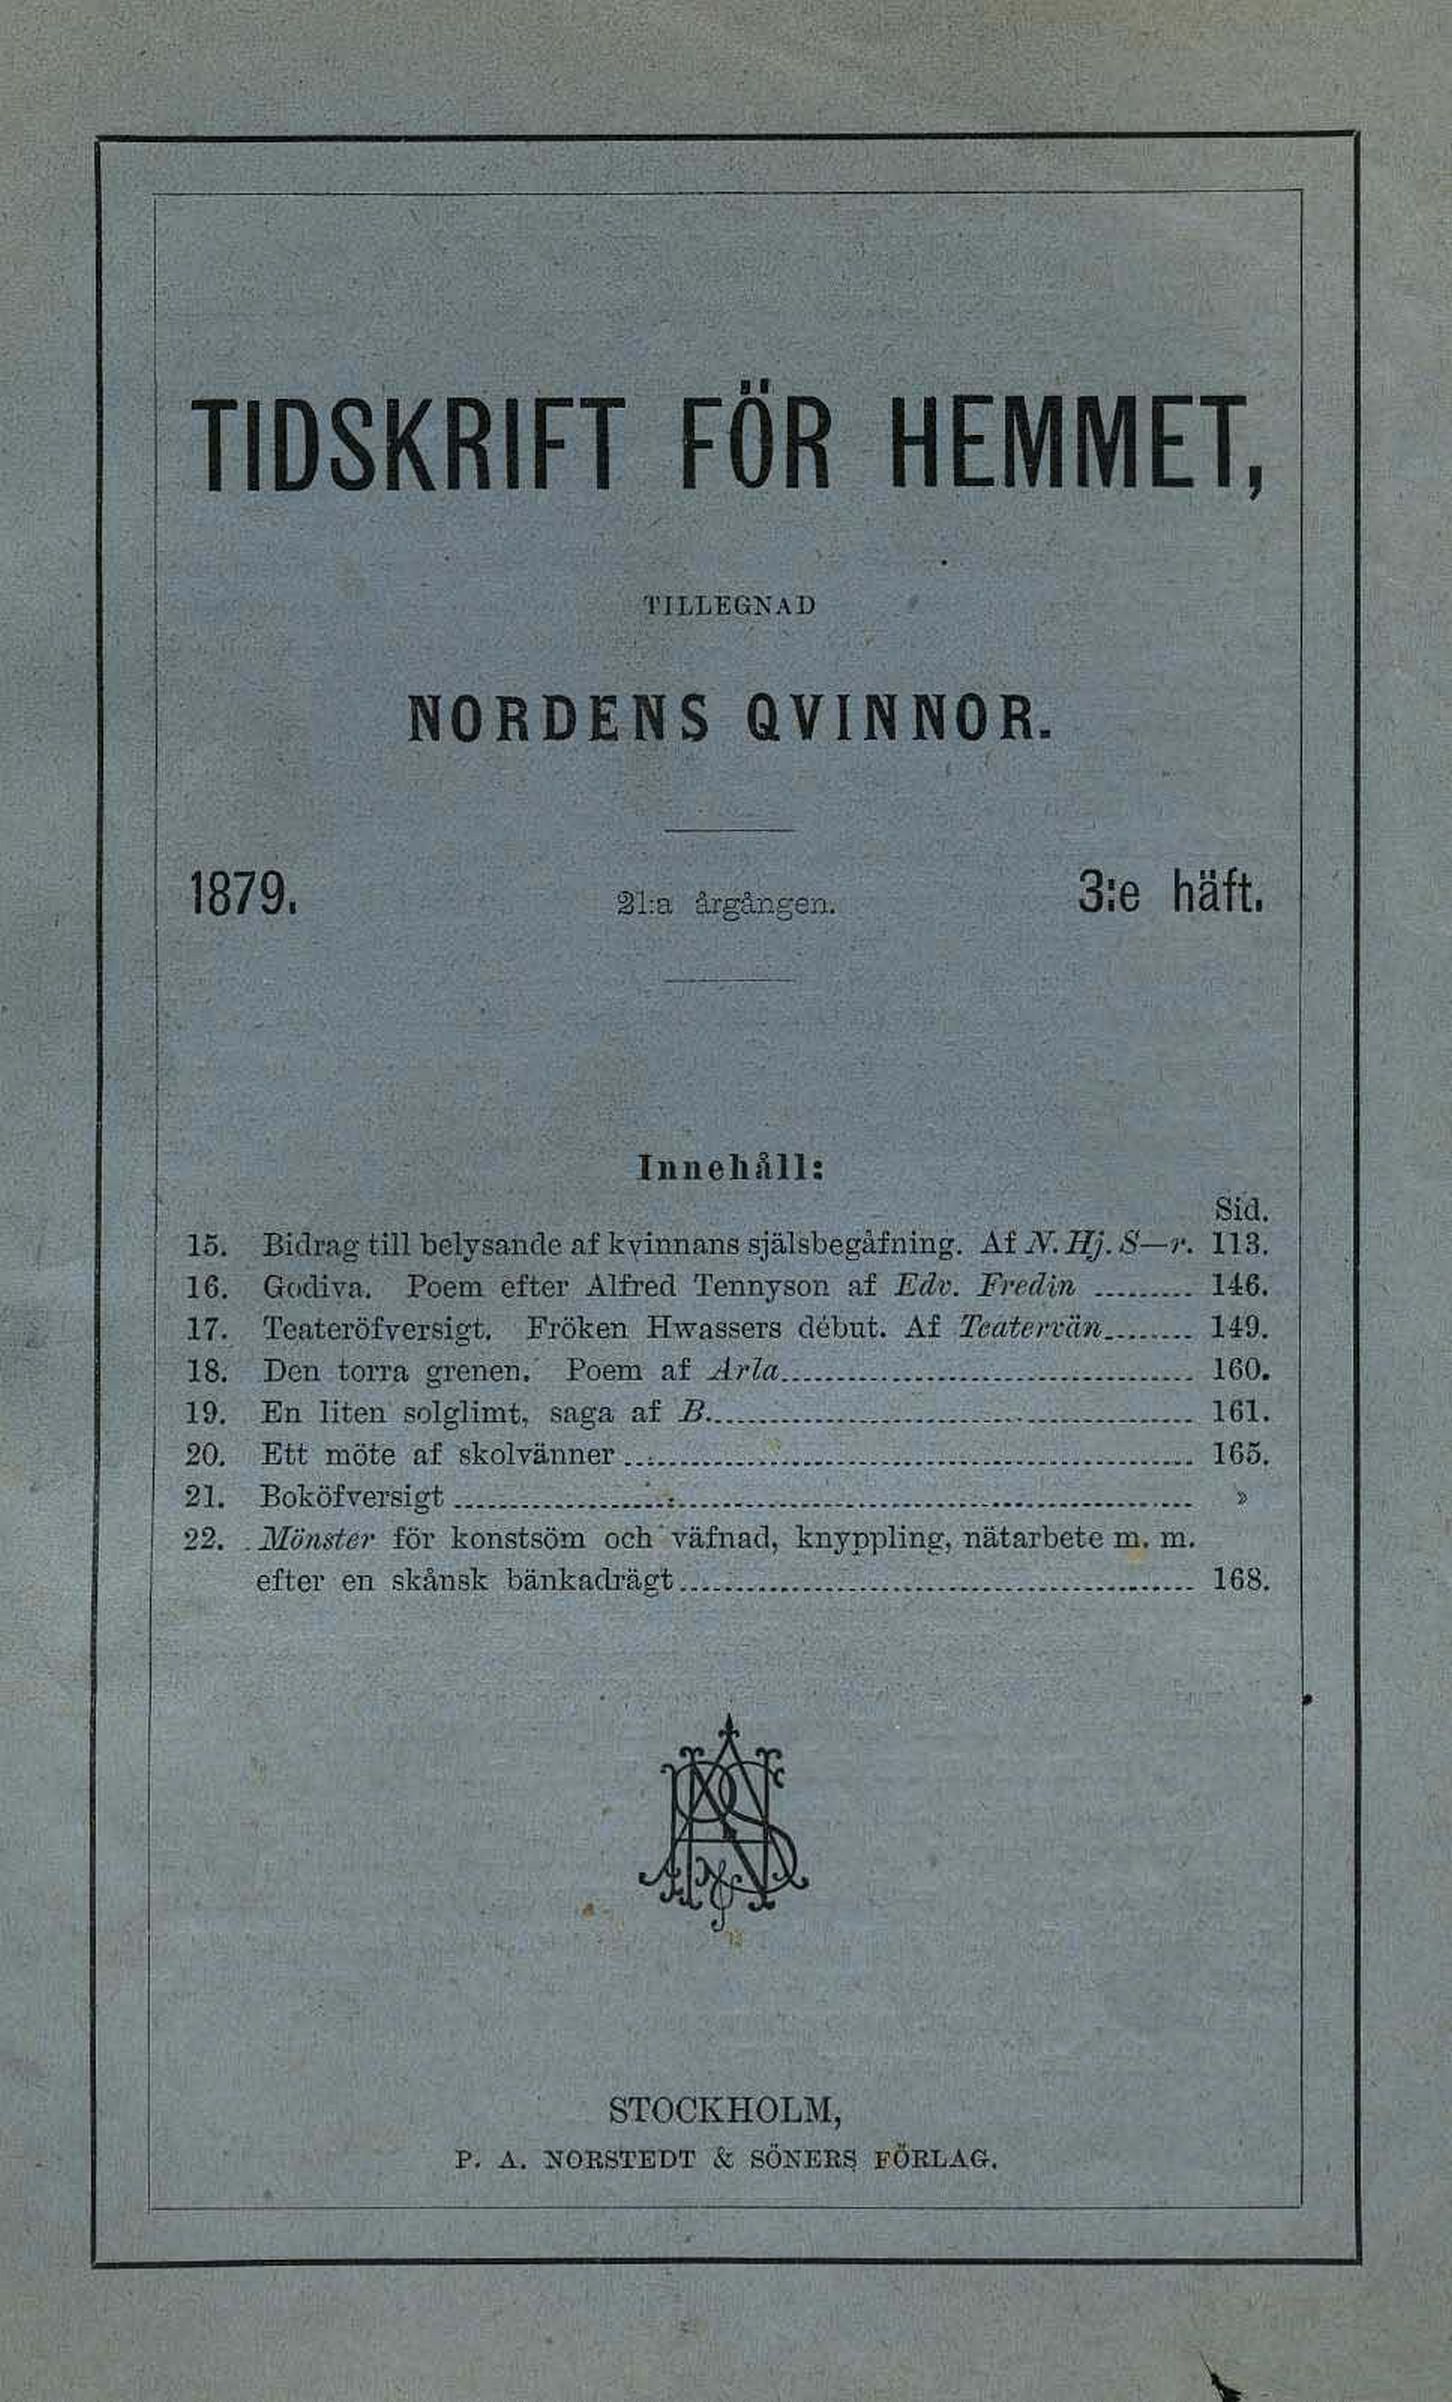 TIDSKRIFT FÖR HEMMET,
TILLEGNAD
NORDENS QVINNOR.
1879. 21:a årgången. 3:e häft.
Innehåll:
Sid.
15. Bidrag till belysande af kvinnans själsbegåfning. Af N. Hj. S—r. 113.
16. Godiva. Poem efter Alfred Tennyson af Edv. Fredin .......... 146.
17. Teateröfversigt. Fröken Hwassers début. Af Teatervän......... 149.
18. Den torra grenen. Poem af Arla............................................. 160.
19. En liten solglimt, saga af B.................................................... 161.
20. Ett möte af skolvänner ............................................................. 165.
21. Boköfversigt ................................................................................ »
22. Mönster för konstsöm och väfnad, knyppling, nätarbete m. m.
efter en skånsk bänkadrägt........................................................ 168.
STOCKHOLM,
P. A. NORSTEDT & SÖNERS FÖRLAG.